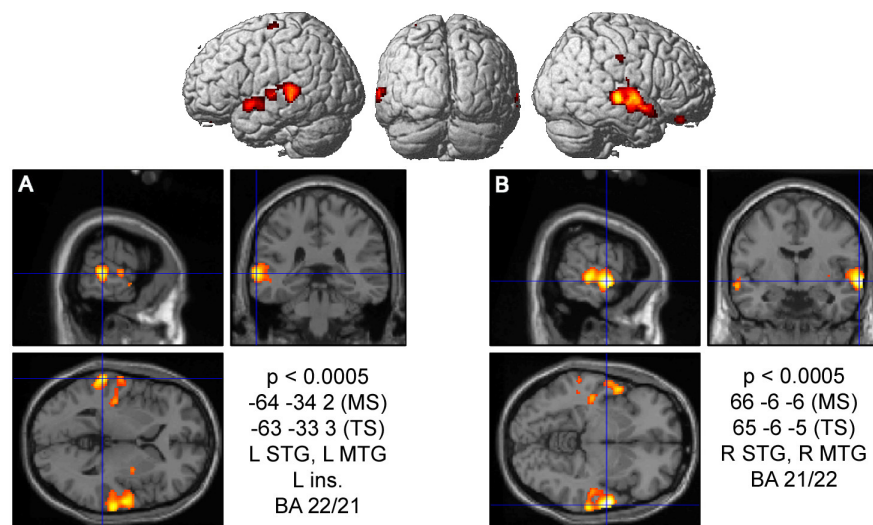 A
B
p < 0.0005
-64 -34 2 (MS)
-63 -33 3 (TS)
L STG, L MTG
L ins.
BA 22/21
p < 0.0005
66 -6 -6 (MS)
65 -6 -5 (TS)
R STG, R MTG
BA 21/22